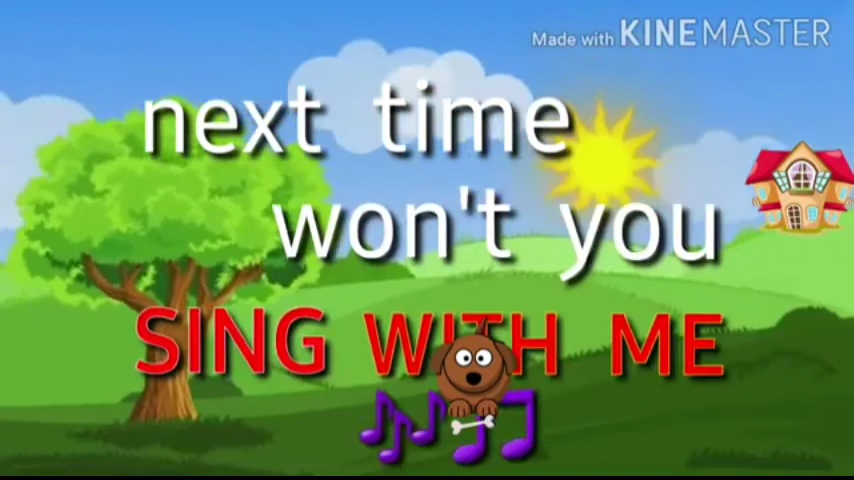 Made with KINEMASTER
next time
won't you
SING WITH ME